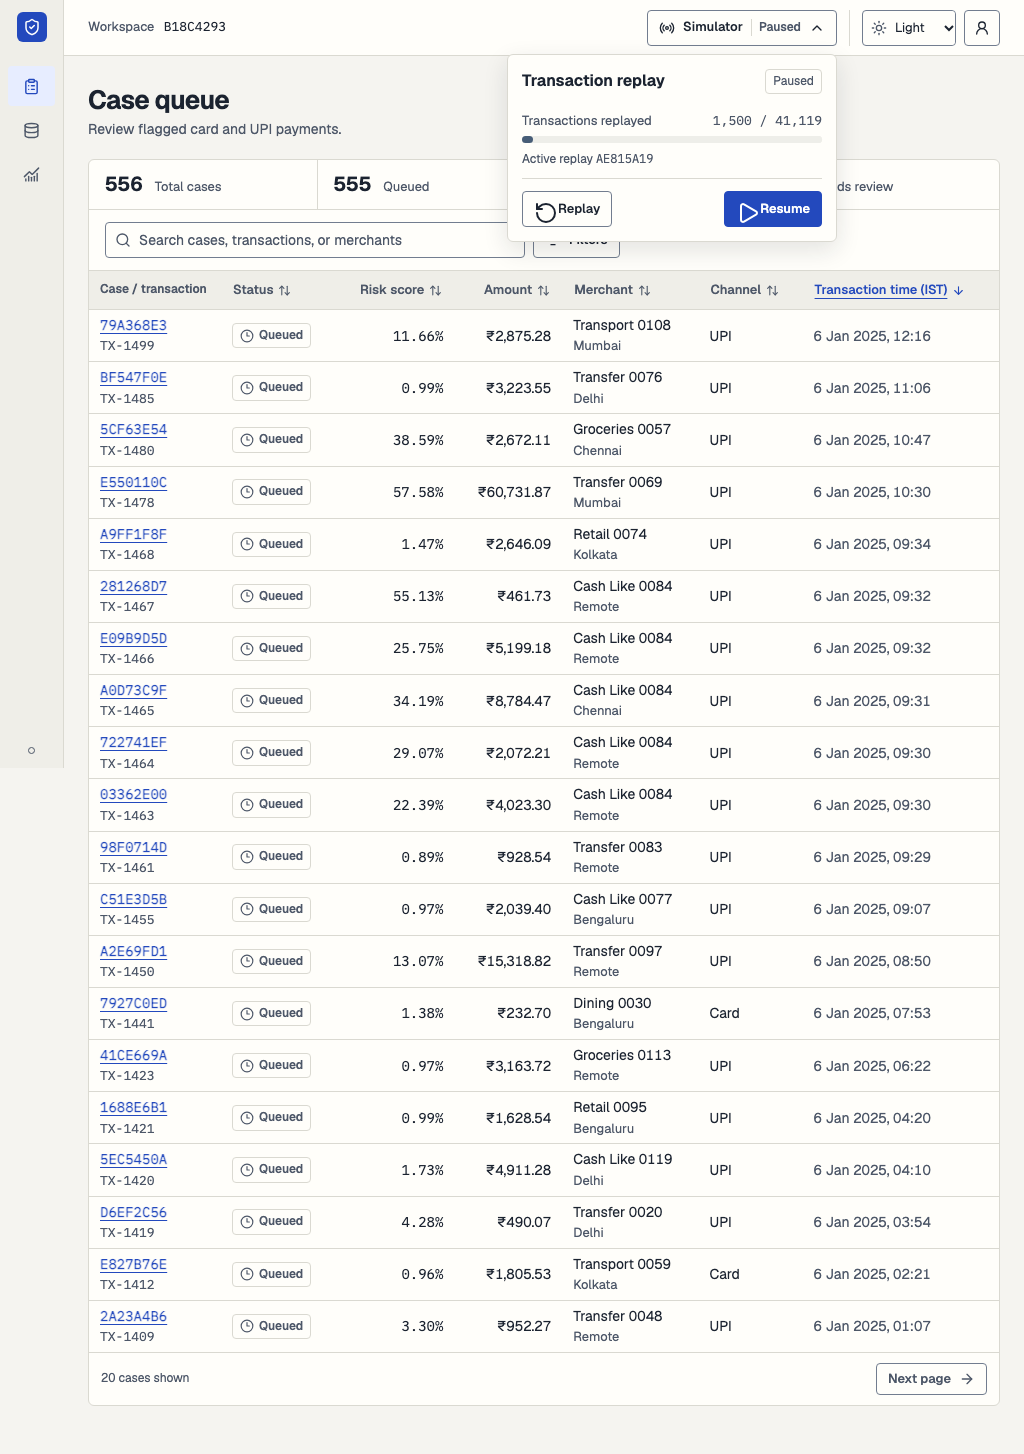 Workspace B18C4293
Simulator Paused
Light
Transaction replay Paused
Transactions replayed 1,500 / 41,119
Active replay AE815A19
Replay Resume
Case queue
Review flagged card and UPI payments.
556 Total cases 555 Queued ds review
Search cases, transactions, or merchants
Case / transaction Status Risk score Amount Merchant Channel Transaction time (IST)
79A368E3
TX-1499 Queued 11.66% ₹2,875.28 Transport 0108 Mumbai UPI 6 Jan 2025, 12:16
BF547F0E
TX-1485 Queued 0.99% ₹3,223.55 Transfer 0076 Delhi UPI 6 Jan 2025, 11:06
5CF63E54
TX-1480 Queued 38.59% ₹2,672.11 Groceries 0057 Chennai UPI 6 Jan 2025, 10:47
E550110C
TX-1478 Queued 57.58% ₹60,731.87 Transfer 0069 Mumbai UPI 6 Jan 2025, 10:30
A9FF1F8F
TX-1468 Queued 1.47% ₹2,646.09 Retail 0074 Kolkata UPI 6 Jan 2025, 09:34
281268D7
TX-1467 Queued 55.13% ₹461.73 Cash Like 0084 Remote UPI 6 Jan 2025, 09:32
E09B9D5D
TX-1466 Queued 25.75% ₹5,199.18 Cash Like 0084 Remote UPI 6 Jan 2025, 09:32
A0D73C9F
TX-1465 Queued 34.19% ₹8,784.47 Cash Like 0084 Chennai UPI 6 Jan 2025, 09:31
722741EF
TX-1464 Queued 29.07% ₹2,072.21 Cash Like 0084 Remote UPI 6 Jan 2025, 09:30
03362E00
TX-1463 Queued 22.39% ₹4,023.30 Cash Like 0084 Remote UPI 6 Jan 2025, 09:30
98F0714D
TX-1461 Queued 0.89% ₹928.54 Transfer 0083 Remote UPI 6 Jan 2025, 09:29
C51E3D5B
TX-1455 Queued 0.97% ₹2,039.40 Cash Like 0077 Bengaluru UPI 6 Jan 2025, 09:07
A2E69FD1
TX-1450 Queued 13.07% ₹15,318.82 Transfer 0097 Remote UPI 6 Jan 2025, 08:50
7927C0ED
TX-1441 Queued 1.38% ₹232.70 Dining 0030 Bengaluru Card 6 Jan 2025, 07:53
41CE669A
TX-1423 Queued 0.97% ₹3,163.72 Groceries 0113 Remote UPI 6 Jan 2025, 06:22
1688E6B1
TX-1421 Queued 0.99% ₹1,628.54 Retail 0095 Bengaluru UPI 6 Jan 2025, 04:20
5EC5450A
TX-1420 Queued 1.73% ₹4,911.28 Cash Like 0119 Delhi UPI 6 Jan 2025, 04:10
D6EF2C56
TX-1419 Queued 4.28% ₹490.07 Transfer 0020 Delhi UPI 6 Jan 2025, 03:54
E827B76E
TX-1412 Queued 0.96% ₹1,805.53 Transport 0059 Kolkata Card 6 Jan 2025, 02:21
2A23A4B6
TX-1409 Queued 3.30% ₹952.27 Transfer 0048 Remote UPI 6 Jan 2025, 01:07
20 cases shown Next page